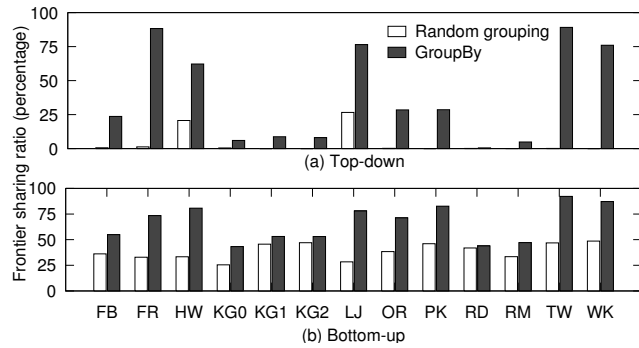 Frontier sharing ratio (percentage)
100
75
50
25
0
Random grouping
GroupBy
(a) Top-down
100
75
50
25
0
FB FR HW KG0 KG1 KG2 LJ OR PK RD RM TW WK
(b) Bottom-up